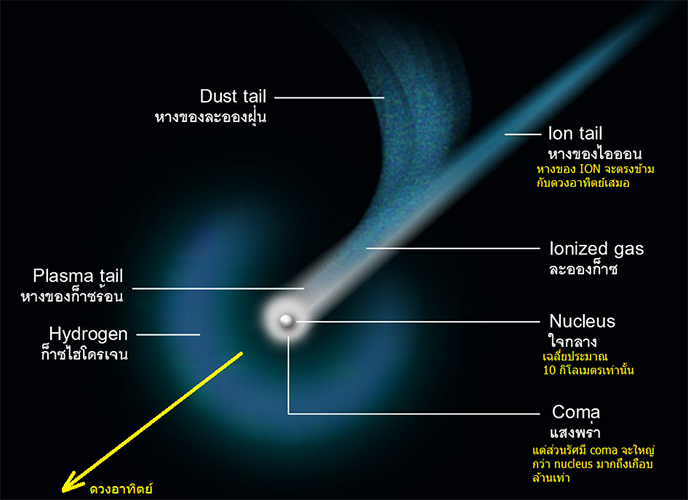 Dust tail
หางของละอองฝุ่น
Ion tail
หางของไอออน
หางของ ION จะตรงข้าม
กับดวงอาทิตย์เสมอ
Ionized gas
ละอองก๊าซ
Plasma tail
หางของก๊าซร้อน
Hydrogen
ก๊าซไฮโดรเจน
Nucleus
ใจกลาง
เฉลี่ยประมาณ
10 กิโลเมตรเท่านั้น
Coma
แสงพร่า
แต่ส่วนรัศมี coma จะใหญ่
กว่า nucleus มากถึงเกือบ
ล้านเท่า
ดวงอาทิตย์